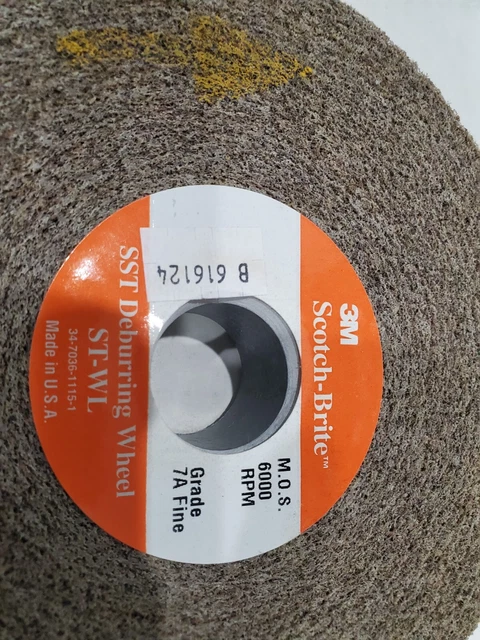 3M
Scotch-Brite™
B 616124
M.O.S.
6000
RPM
Grade
7A Fine
SST Deburring Wheel
ST-WL
34-7036-1115-1
Made in U.S.A.